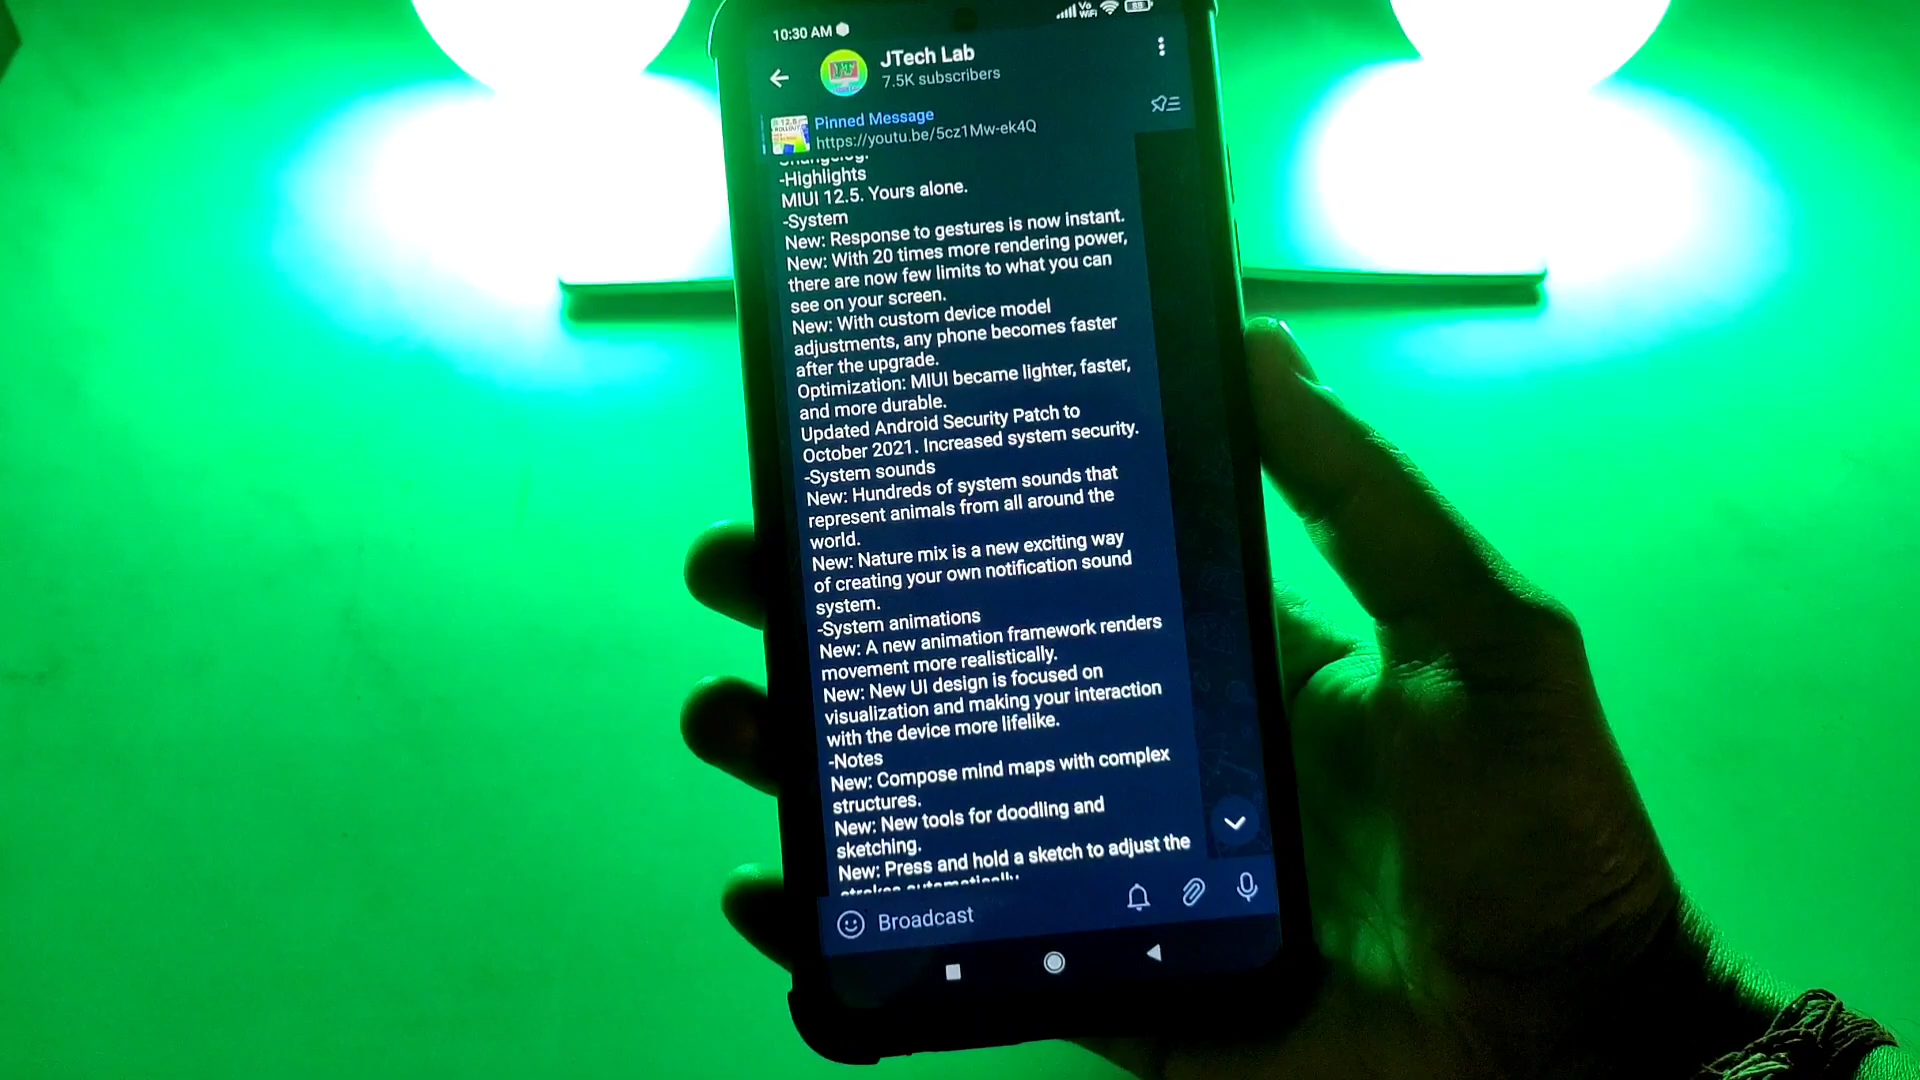 10:30 AM
Vo
WiFi
88
JTech Lab
7.5K subscribers
Pinned Message
https://youtu.be/5cz1Mw-ek4Q
Changelog:
-Highlights
MIUI 12.5. Yours alone.
-System
New: Response to gestures is now instant.
New: With 20 times more rendering power,
there are now few limits to what you can
see on your screen.
New: With custom device model
adjustments, any phone becomes faster
after the upgrade.
Optimization: MIUI became lighter, faster,
and more durable.
Updated Android Security Patch to
October 2021. Increased system security.
-System sounds
New: Hundreds of system sounds that
represent animals from all around the
world.
New: Nature mix is a new exciting way
of creating your own notification sound
system.
-System animations
New: A new animation framework renders
movement more realistically.
New: New UI design is focused on
visualization and making your interaction
with the device more lifelike.
-Notes
New: Compose mind maps with complex
structures.
New: New tools for doodling and
sketching.
New: Press and hold a sketch to adjust the
strokes automatically.
Broadcast